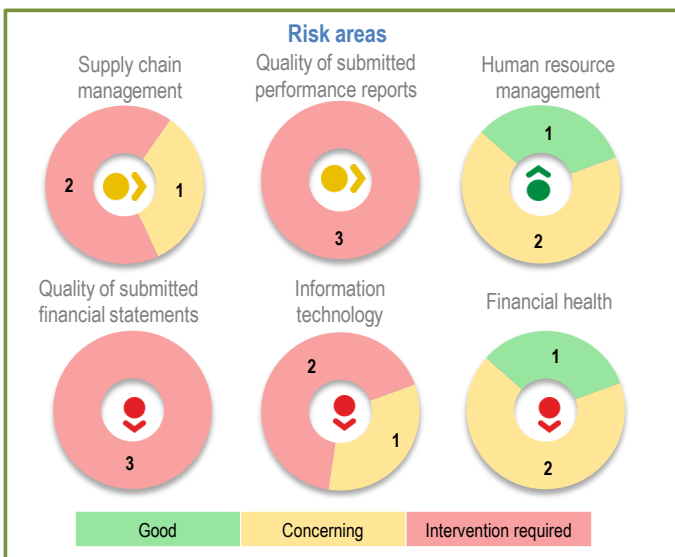 Risk areas
Supply chain
management
2
1
Quality of submitted
performance reports
3
Human resource
management
1
2
Quality of submitted
financial statements
3
Information
technology
2
1
Financial health
1
2
Good
Concerning
Intervention required